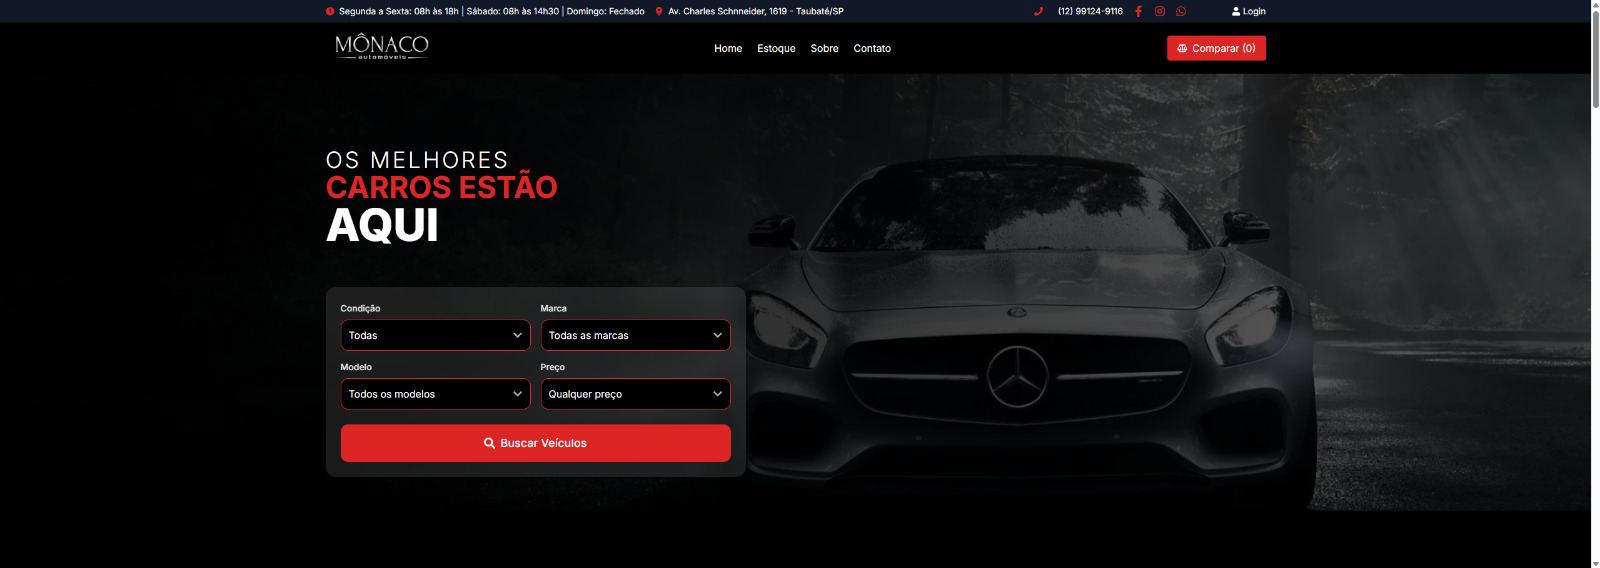 Segunda a Sexta: 08h às 18h | Sábado: 08h às 14h30 | Domingo: Fechado
Av. Charles Schnneider, 1619 - Taubaté/SP
(12) 99124-9116
Login
MÔNACO
automóveis
Home
Estoque
Sobre
Contato
Comparar (0)
OS MELHORES
CARROS ESTÃO
AQUI
Condição
Marca
Todas
Todas as marcas
Modelo
Preço
Todos os modelos
Qualquer preço
Buscar Veículos